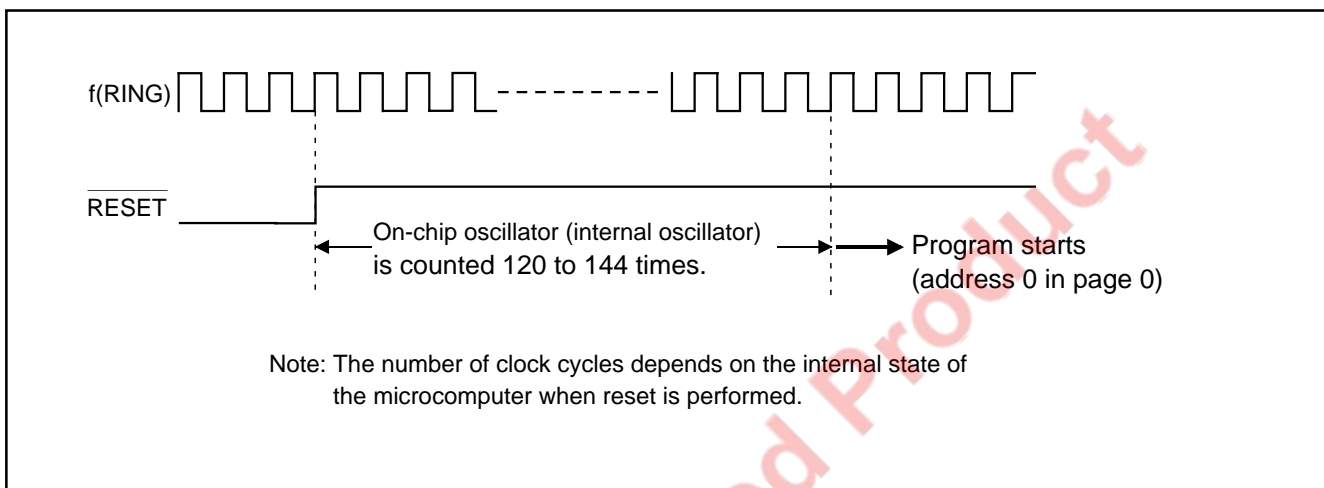 f(RING)
RESET
On-chip oscillator (internal oscillator)
is counted 120 to 144 times.
Program starts
(address 0 in page 0)
Note: The number of clock cycles depends on the internal state of
the microcomputer when reset is performed.
ed Product